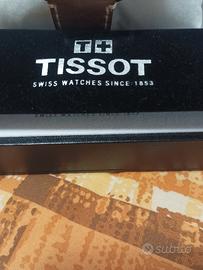 T+
TISSOT
SWISS WATCHES SINCE 1853
subito